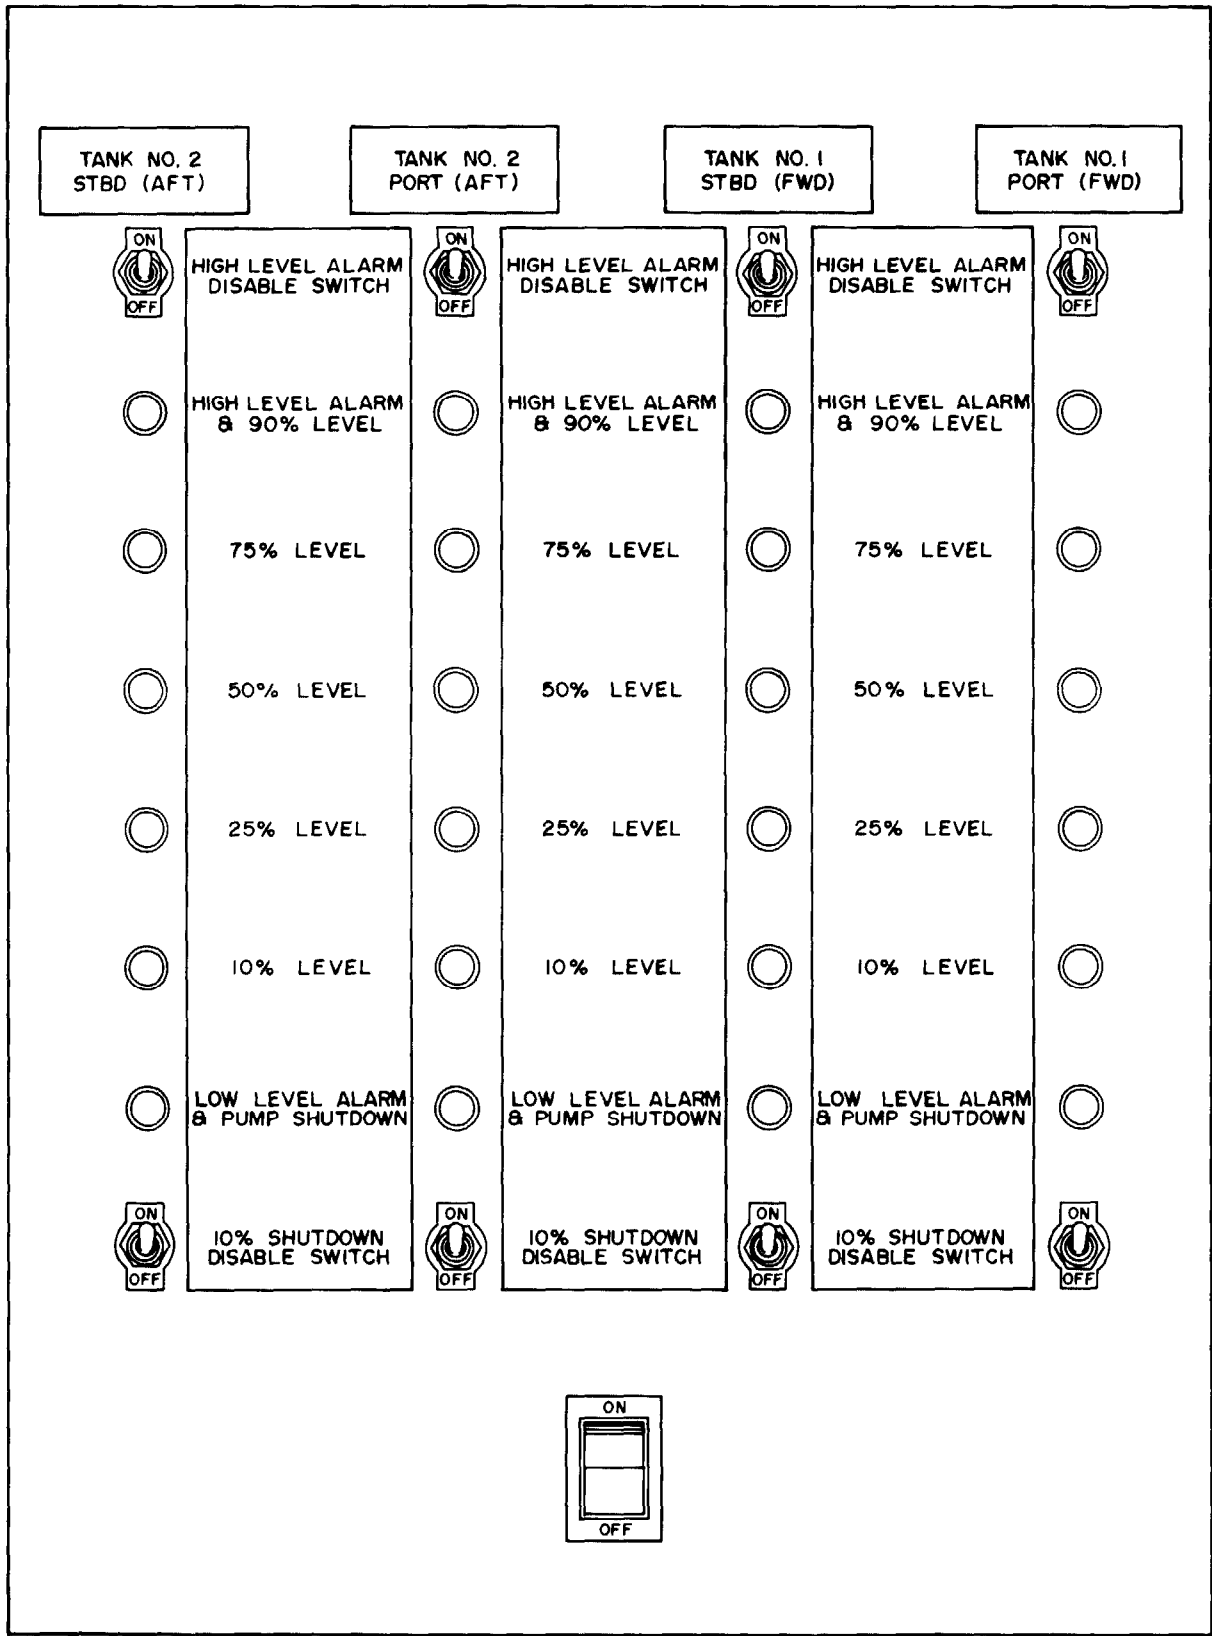 TANK NO. 2
STBD (AFT)
TANK NO. 2
PORT (AFT)
TANK NO. 1
STBD (FWD)
TANK NO. 1
PORT (FWD)
ON
OFF
HIGH LEVEL ALARM
DISABLE SWITCH
ON
OFF
HIGH LEVEL ALARM
DISABLE SWITCH
ON
OFF
HIGH LEVEL ALARM
DISABLE SWITCH
ON
OFF
HIGH LEVEL ALARM
& 90% LEVEL
HIGH LEVEL ALARM
& 90% LEVEL
HIGH LEVEL ALARM
& 90% LEVEL
75% LEVEL
75% LEVEL
75% LEVEL
50% LEVEL
50% LEVEL
50% LEVEL
25% LEVEL
25% LEVEL
25% LEVEL
10% LEVEL
10% LEVEL
10% LEVEL
LOW LEVEL ALARM
& PUMP SHUTDOWN
LOW LEVEL ALARM
& PUMP SHUTDOWN
LOW LEVEL ALARM
& PUMP SHUTDOWN
ON
OFF
10% SHUTDOWN
DISABLE SWITCH
ON
OFF
10% SHUTDOWN
DISABLE SWITCH
ON
OFF
10% SHUTDOWN
DISABLE SWITCH
ON
OFF
ON
OFF